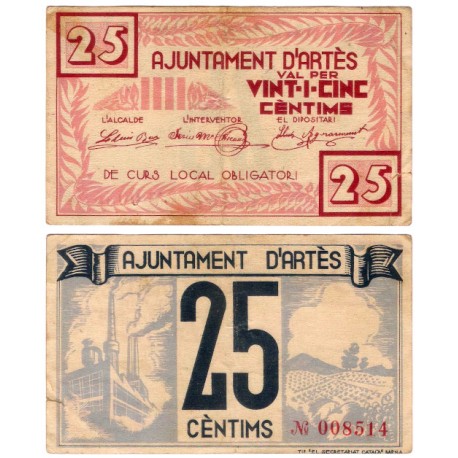 25
AJUNTAMENT D'ARTÈS
VAL PER
VINT-I-CINC
CÈNTIMS
L'ALCALDE L'INTERVENTOR EL DIPOSITARI
DE CURS LOCAL OBLIGATORI
25
AJUNTAMENT D'ARTÈS
25
CÈNTIMS
Nº 008514